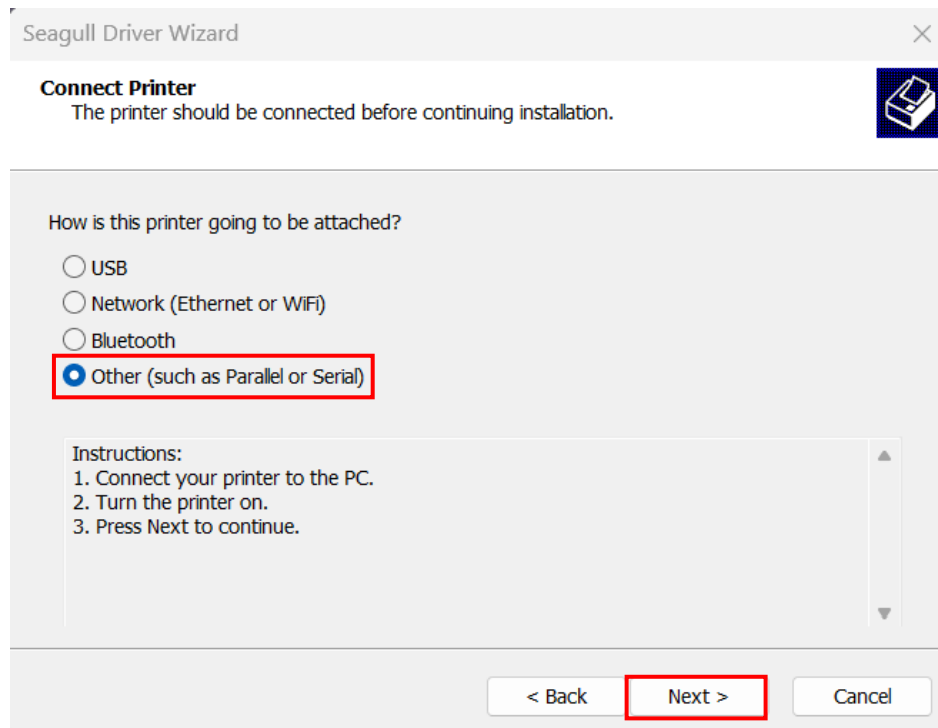 Seagull Driver Wizard
Connect Printer
The printer should be connected before continuing installation.
How is this printer going to be attached?
USB
Network (Ethernet or WiFi)
Bluetooth
Other (such as Parallel or Serial)
Instructions:
1. Connect your printer to the PC.
2. Turn the printer on.
3. Press Next to continue.
< Back Next > Cancel